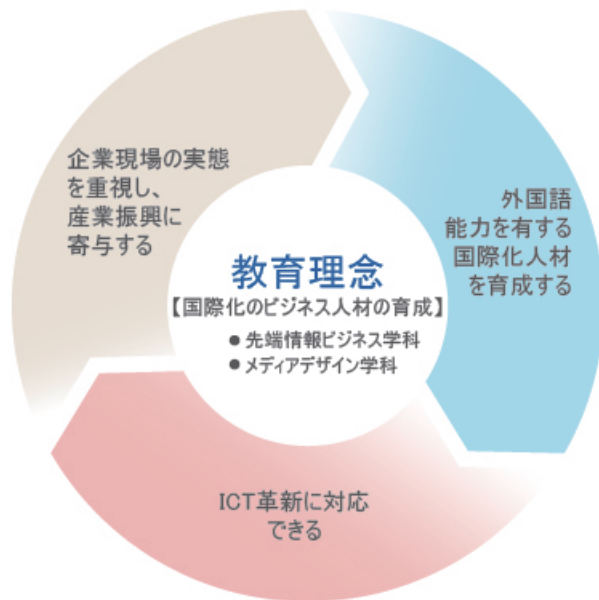 企業現場の実態
を重視し、
産業振興に
寄与する
外国語
能力を有する
国際化人材
を育成する
教育理念
【国際化のビジネス人材の育成】
● 先端情報ビジネス学科
● メディアデザイン学科
ICT革新に対応
できる